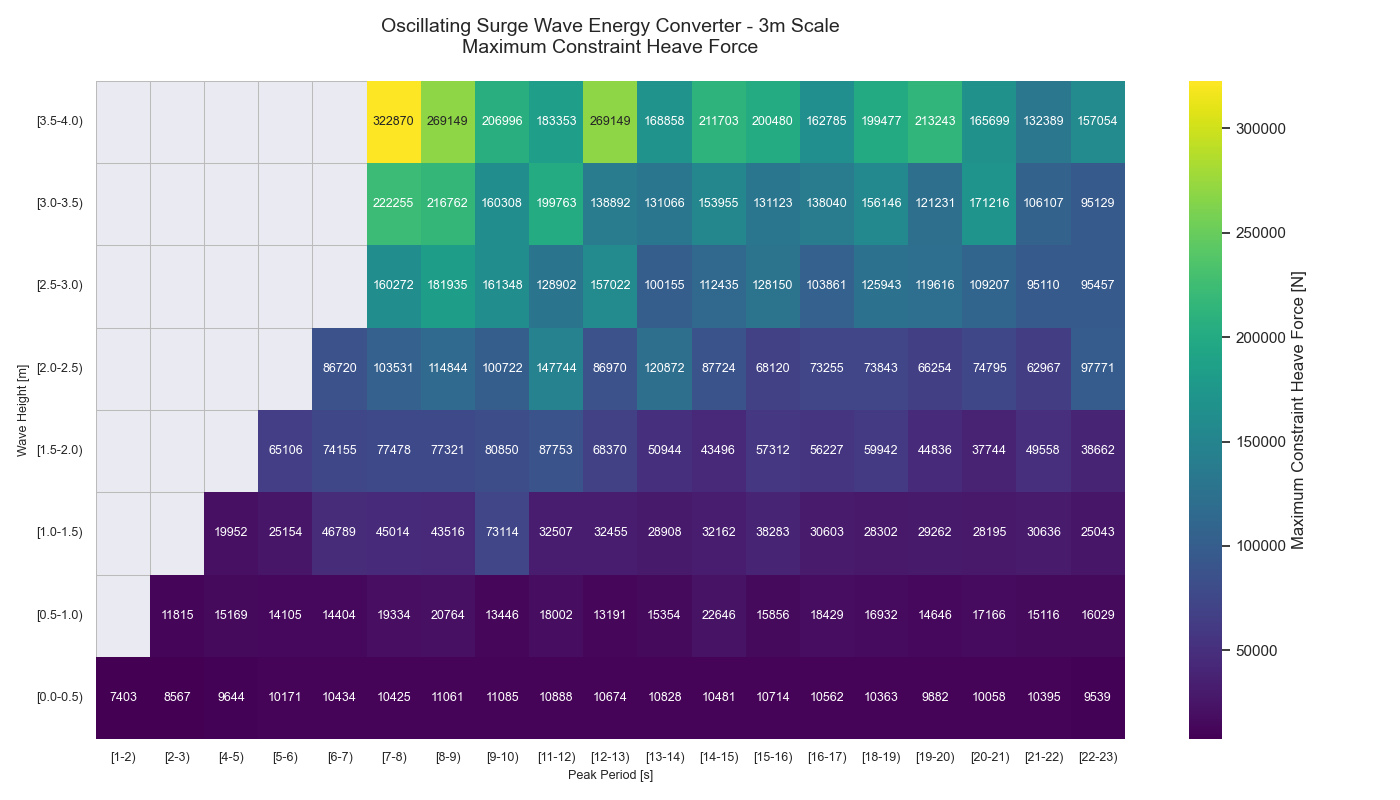 Oscillating Surge Wave Energy Converter - 3m Scale
Maximum Constraint Heave Force
[3.5-4.0) 322870 269149 206996 183353 269149 168858 211703 200480 162785 199477 213243 165699 132389 157054
[3.0-3.5) 222255 216762 160308 199763 138892 131066 153955 131123 138040 156146 121231 171216 106107 95129
[2.5-3.0) 160272 181935 161348 128902 157022 100155 112435 128150 103861 125943 119616 109207 95110 95457
[2.0-2.5) 86720 103531 114844 100722 147744 86970 120872 87724 68120 73255 73843 66254 74795 62967 97771
[1.5-2.0) 65106 74155 77478 77321 80850 87753 68370 50944 43496 57312 56227 59942 44836 37744 49558 38662
[1.0-1.5) 19952 25154 46789 45014 43516 73114 32507 32455 28908 32162 38283 30603 28302 29262 28195 30636 25043
[0.5-1.0) 11815 15169 14105 14404 19334 20764 13446 18002 13191 15354 22646 15856 18429 16932 14646 17166 15116 16029
[0.0-0.5) 7403 8567 9644 10171 10434 10425 11061 11085 10888 10674 10828 10481 10714 10562 10363 9882 10058 10395 9539
[1-2) [2-3) [4-5) [5-6) [6-7) [7-8) [8-9) [9-10) [11-12) [12-13) [13-14) [14-15) [15-16) [16-17) [18-19) [19-20) [20-21) [21-22) [22-23)
Peak Period [s]
Wave Height [m]
300000
250000
200000
150000
100000
50000
Maximum Constraint Heave Force [N]